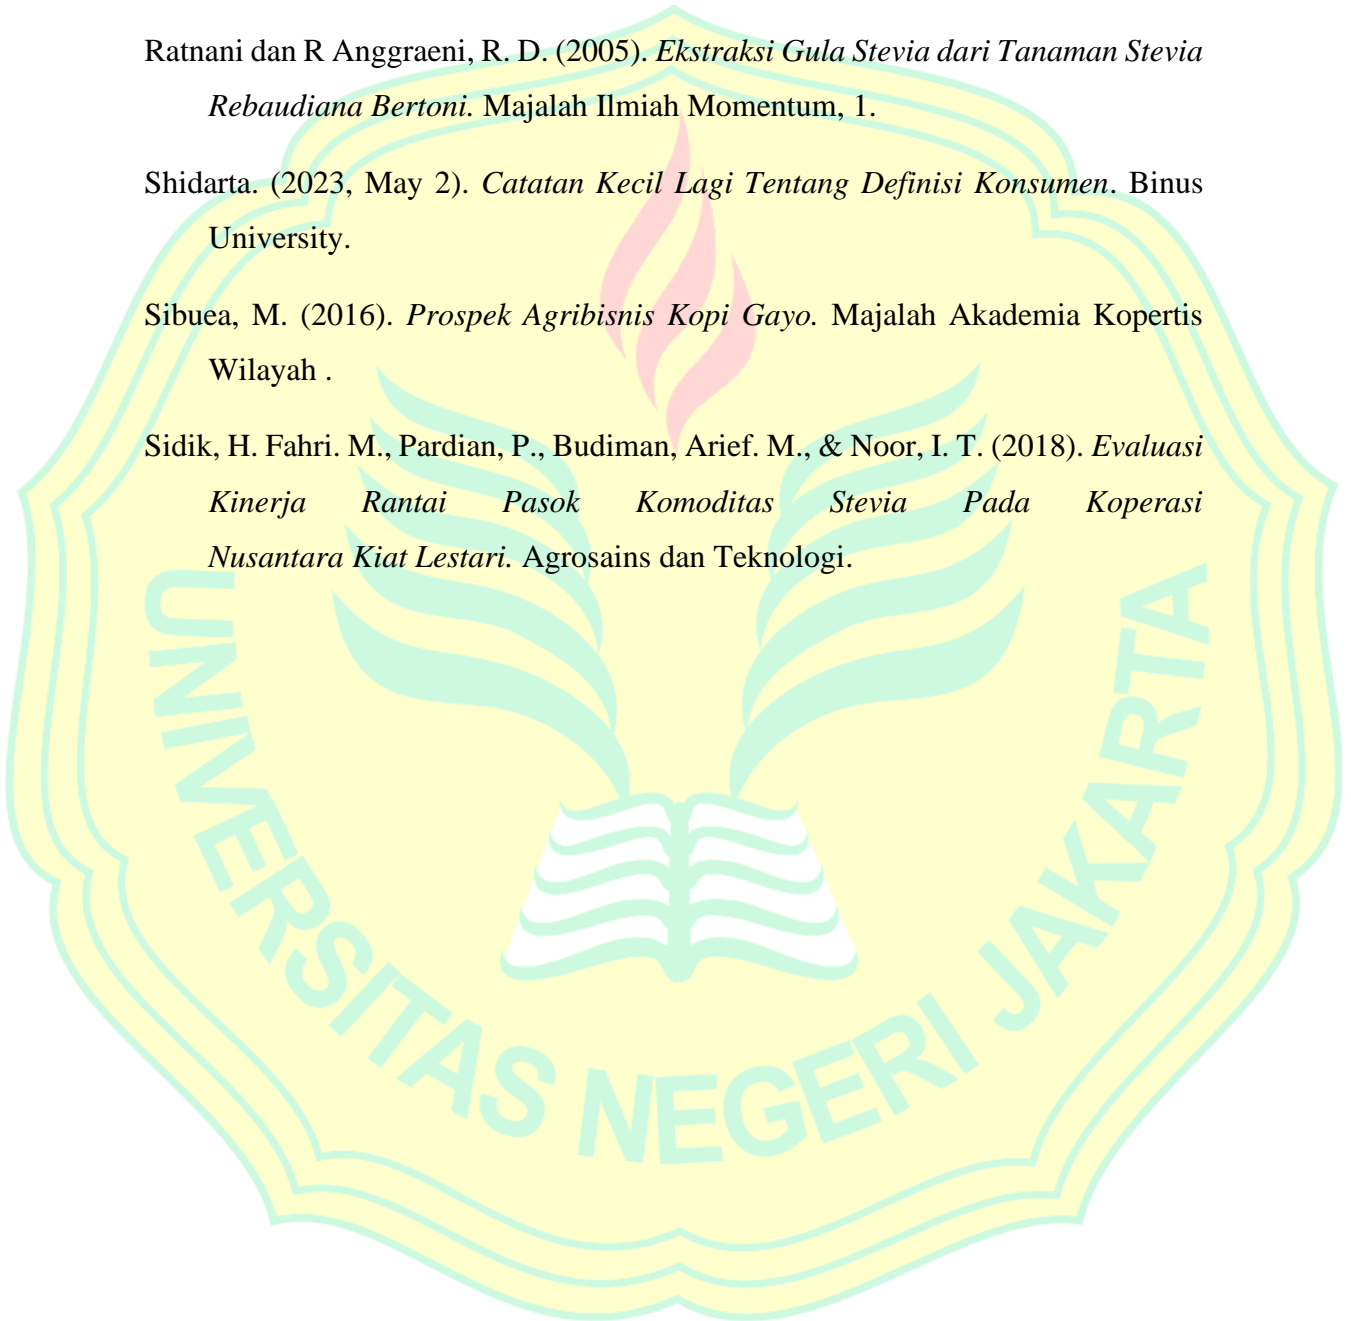 Ratnani dan R Anggraeni, R. D. (2005). Ekstraksi Gula Stevia dari Tanaman Stevia
Rebaudiana Bertoni. Majalah Ilmiah Momentum, 1.
Shidarta. (2023, May 2). Catatan Kecil Lagi Tentang Definisi Konsumen. Binus
University.
Sibuea, M. (2016). Prospek Agribisnis Kopi Gayo. Majalah Akademia Kopertis
Wilayah .
Sidik, H. Fahri. M., Pardian, P., Budiman, Arief. M., & Noor, I. T. (2018). Evaluasi
Kinerja Rantai Pasok Komoditas Stevia Pada Koperasi
Nusantara Kiat Lestari. Agrosains dan Teknologi.
UNIVERSITAS NEGERI JAKARTA